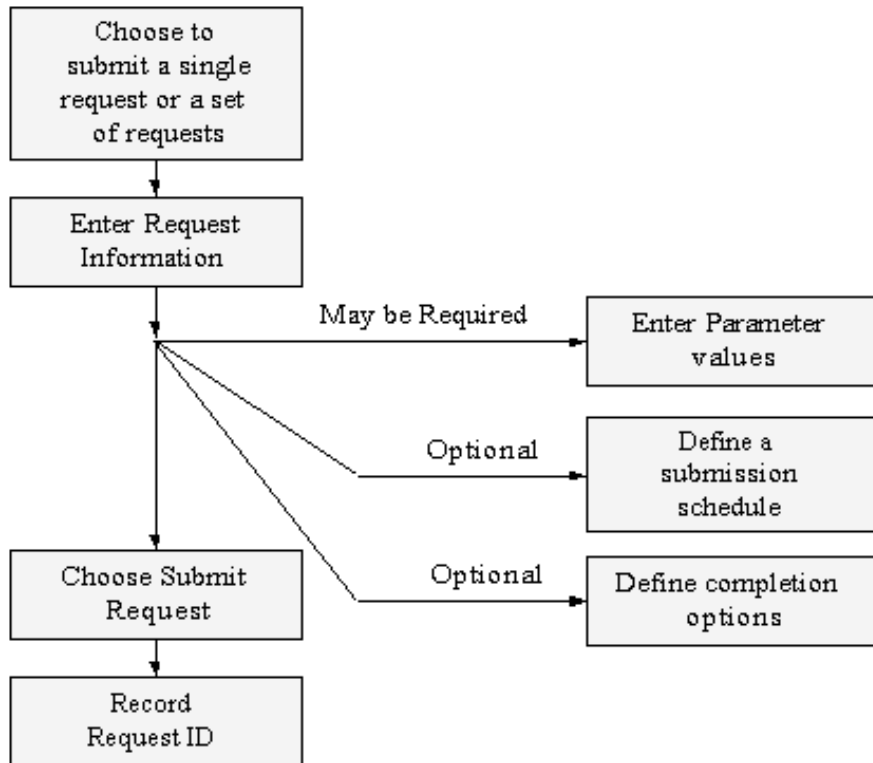 Choose to
submit a single
request or a set
of requests
Enter Request
Information
May be Required
Enter Parameter
values
Optional
Define a
submission
schedule
Optional
Define completion
options
Choose Submit
Request
Record
Request ID